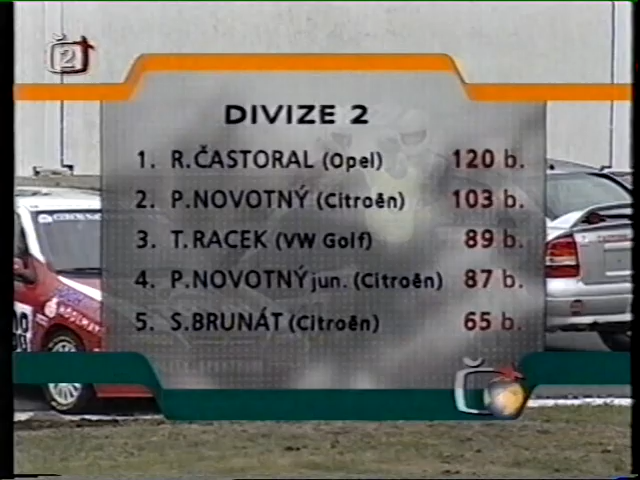 Č2
DIVIZE 2
1. R.ČASTORAL (Opel) 120 b.
2. P.NOVOTNÝ (Citroën) 103 b.
3. T.RACEK (VW Golf) 89 b.
4. P.NOVOTNÝ jun. (Citroën) 87 b.
5. S.BRUNÁT (Citroën) 65 b.